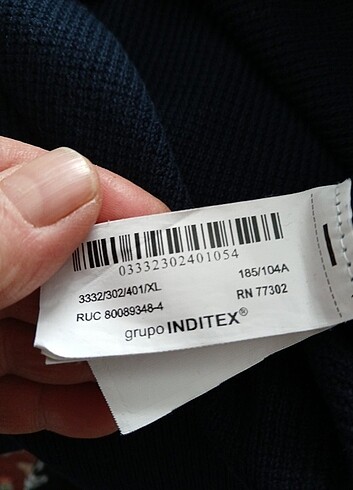 03332302401054
3332/302/401/XL 185/104A
RUC 80089348-4 RN 77302
grupo INDITEX®